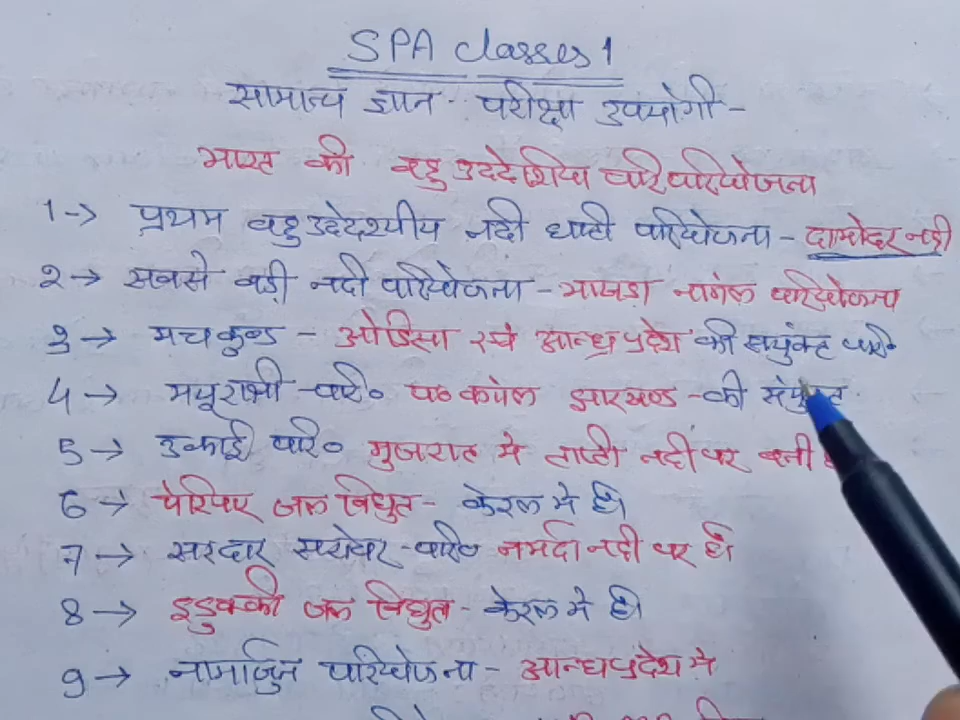 SPA classes 1
सामान्य ज्ञान - परीक्षा उपयोगी -
भारत की बहु उददेशिय परि परियोजना
1 → प्रथम बहु उद्देश्यीय नदी घाटी परियोजना - दामोदर नदी
2 → सबसे बड़ी नदी परियोजना - भाखडा नागंल परियोजना
3 → मचकुण्ड - ओडिसा एवं आन्ध्र प्रदेश की सयुंक्त परि०
4 → मयूराक्षी - परि० प० बंगाल झारखण्ड - की संयुक्त
5 → उकाई परि० गुजरात मे ताप्ती नदी पर बनी है
6 → पेरियार जल विधुत - केरल मे है।
7 → सरदार सरोवर - परि० नर्मदा नदी पर है
8 → इडुक्की जल विधुत - केरल मे है।
9 → नागार्जुन परियोजना - आन्ध्रप्रदेश मे